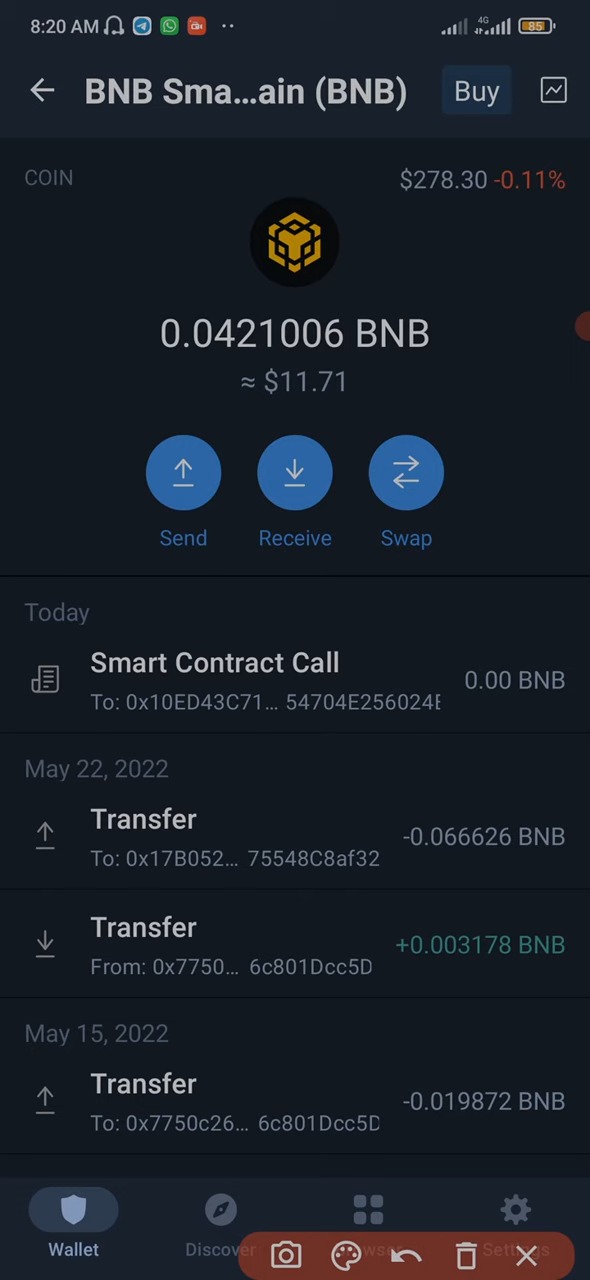 8:20 AM
4G
85
BNB Sma...ain (BNB)
Buy
COIN
$278.30 -0.11%
0.0421006 BNB
≈ $11.71
Send
Receive
Swap
Today
Smart Contract Call
0.00 BNB
To: 0x10ED43C71... 54704E256024E
May 22, 2022
Transfer
-0.066626 BNB
To: 0x17B052... 75548C8af32
Transfer
+0.003178 BNB
From: 0x7750... 6c801Dcc5D
May 15, 2022
Transfer
-0.019872 BNB
To: 0x7750c26... 6c801Dcc5D
Wallet
Discover
Settings